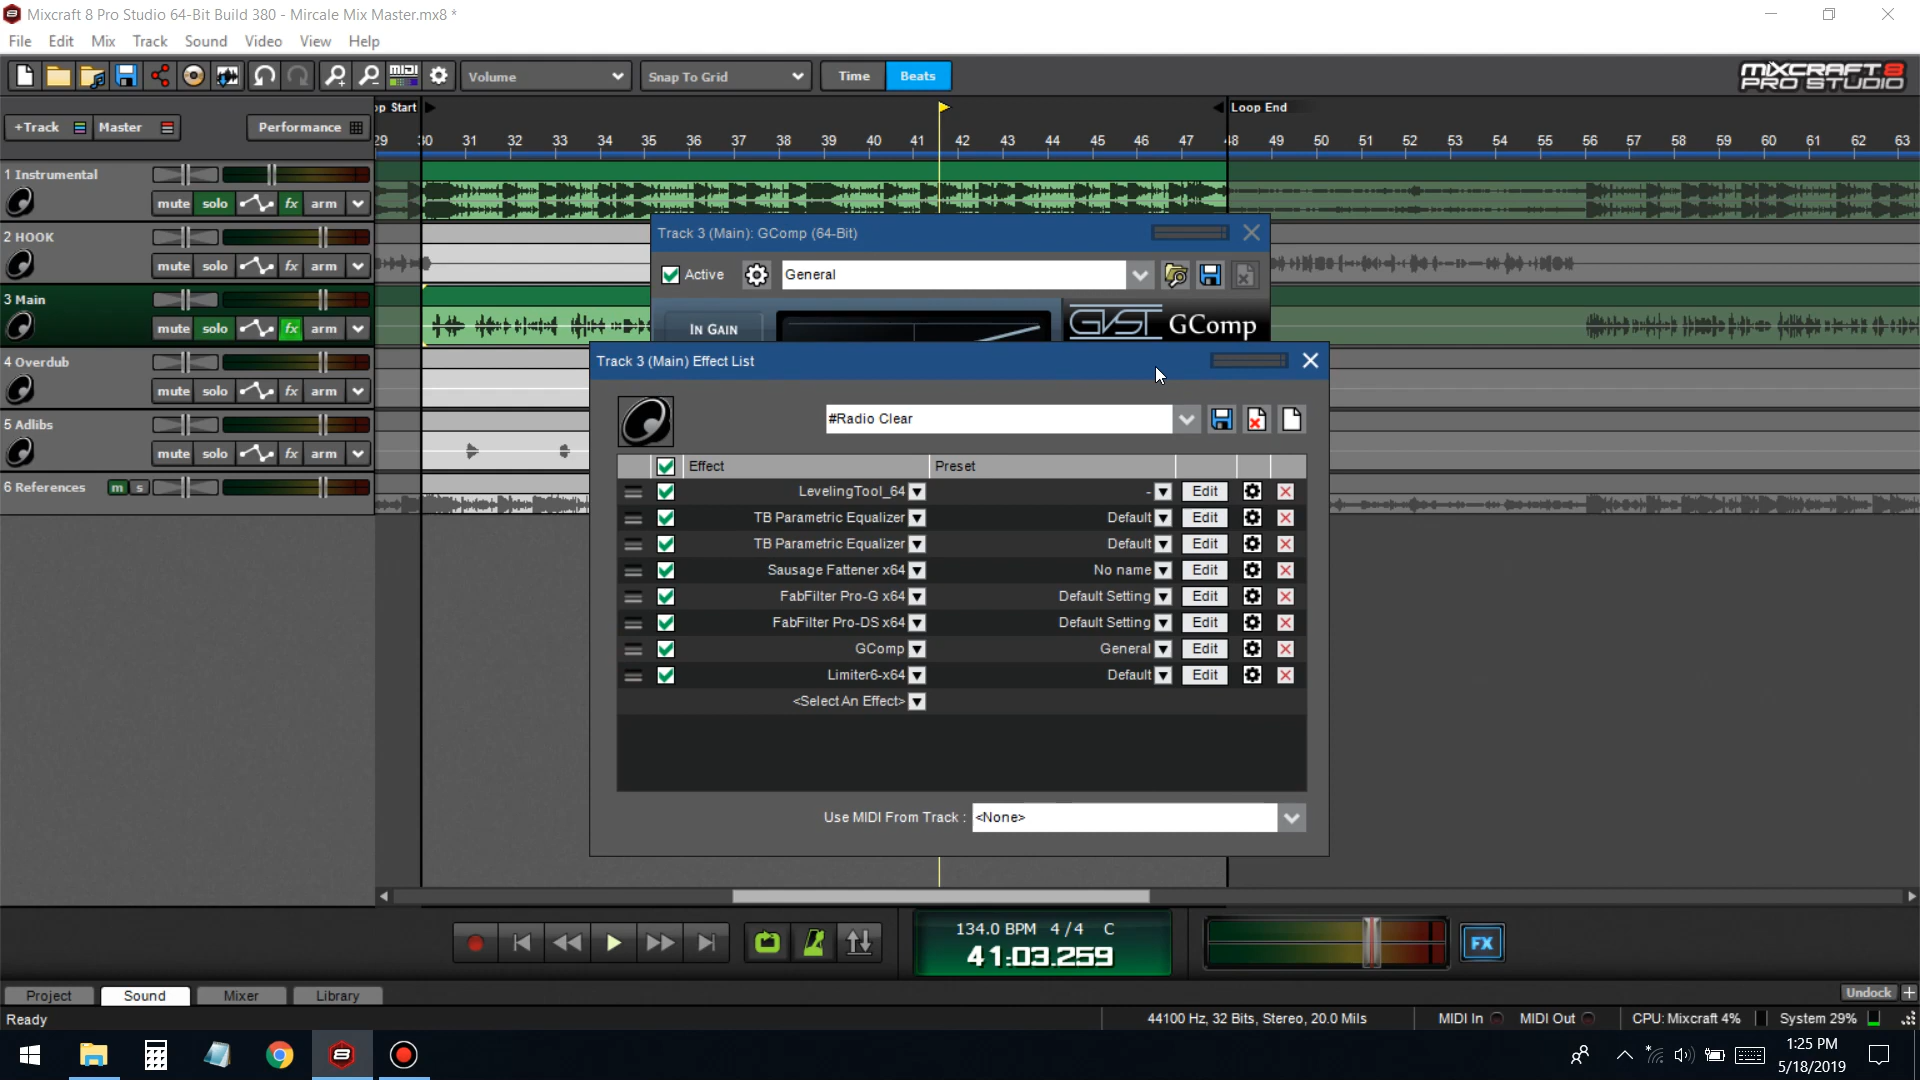 Mixcraft 8 Pro Studio 64-Bit Build 380 - Mircale Mix Master.mx8 *
File Edit Mix Track Sound Video View Help
MIDI Volume Snap To Grid Time Beats MIXCRAFT 8
PRO STUDIO
op Start Loop End
+Track Master Performance
29 30 31 32 33 34 35 36 37 38 39 40 41 42 43 44 45 46 47 48 49 50 51 52 53 54 55 56 57 58 59 60 61 62 63
1 Instrumental
mute solo fx arm
2 HOOK
mute solo fx arm
3 Main
mute solo fx arm
4 Overdub
mute solo fx arm
5 Adlibs
mute solo fx arm
6 References m s
Track 3 (Main): GComp (64-Bit)
Active General
IN GAIN GVST GComp
Track 3 (Main) Effect List
#Radio Clear
Effect Preset
LevelingTool_64 - Edit
TB Parametric Equalizer Default Edit
TB Parametric Equalizer Default Edit
Sausage Fattener x64 No name Edit
FabFilter Pro-G x64 Default Setting Edit
FabFilter Pro-DS x64 Default Setting Edit
GComp General Edit
Limiter6-x64 Default Edit
<Select An Effect>
Use MIDI From Track : <None>
134.0 BPM 4/4 C
41:03.259
FX
Project Sound Mixer Library Undock +
Ready 44100 Hz, 32 Bits, Stereo, 20.0 Mils MIDI In MIDI Out CPU: Mixcraft 4% System 29%
8
1:25 PM
5/18/2019